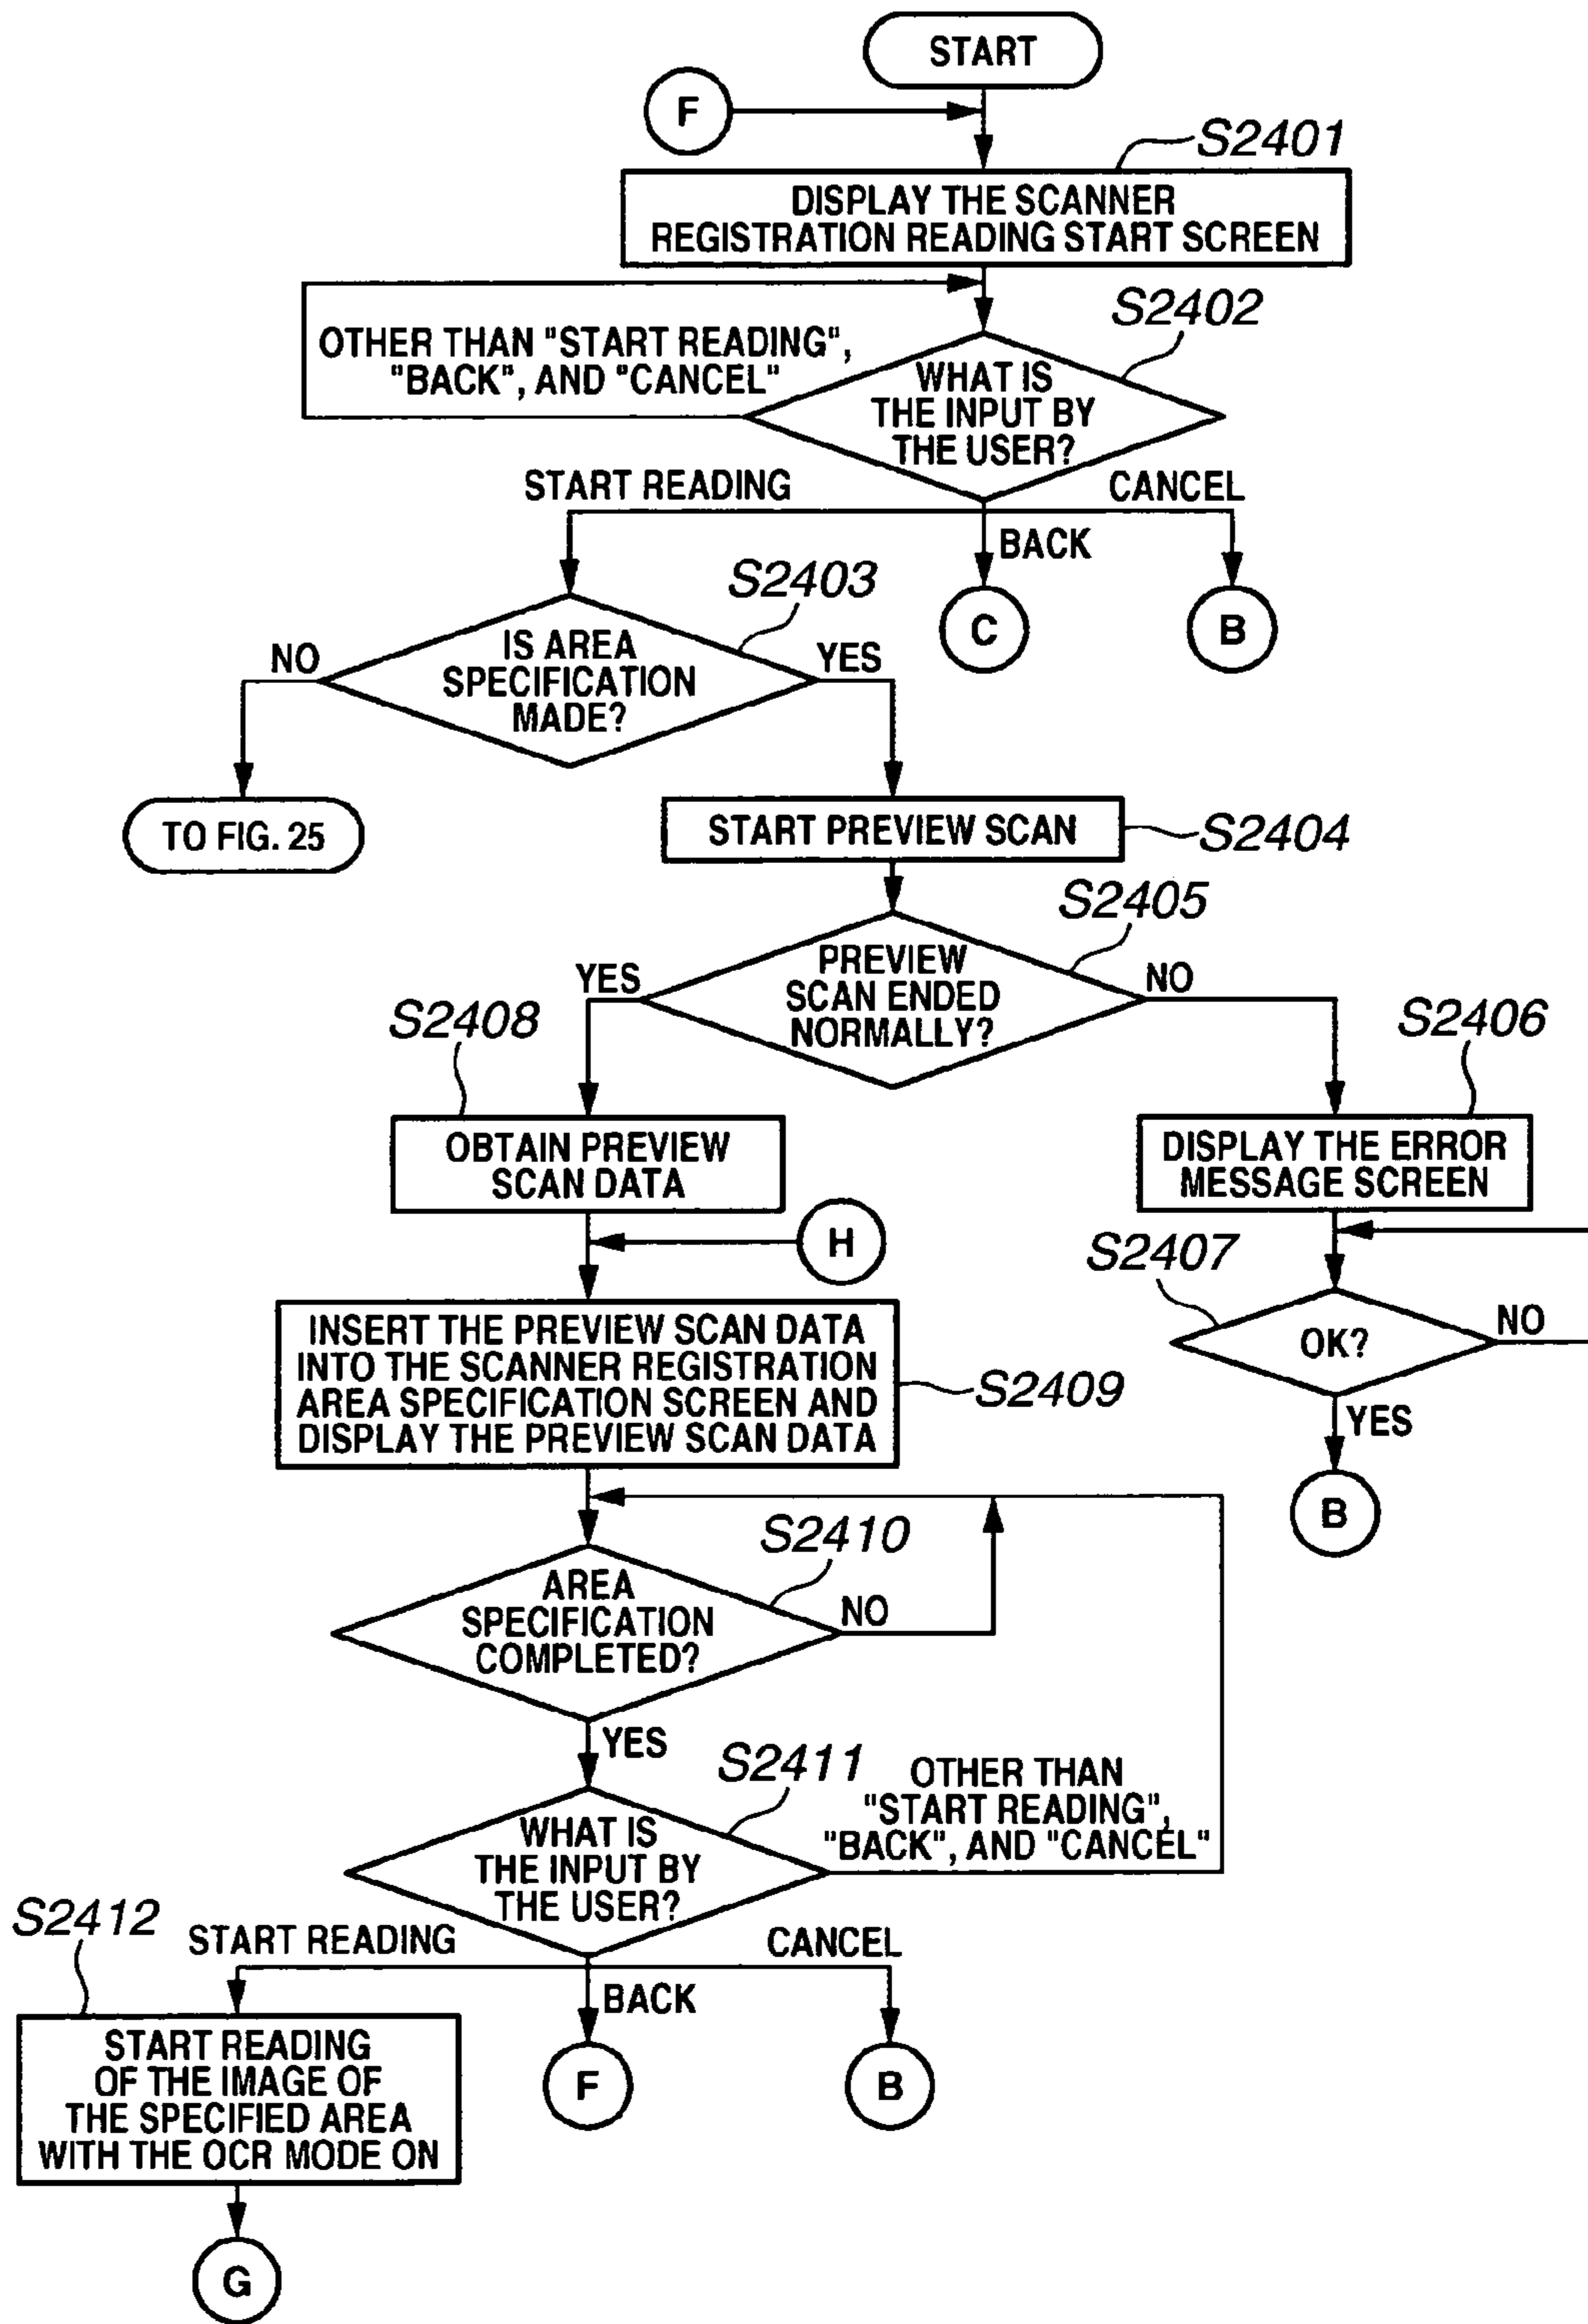 START
F
S2401
DISPLAY THE SCANNER
REGISTRATION READING START SCREEN
S2402
OTHER THAN "START READING",
"BACK", AND "CANCEL"
WHAT IS
THE INPUT BY
THE USER?
START READING
CANCEL
BACK
S2403
C
B
IS AREA
SPECIFICATION
MADE?
NO
YES
TO FIG. 25
START PREVIEW SCAN
S2404
S2405
PREVIEW
SCAN ENDED
NORMALLY?
YES
NO
S2408
S2406
OBTAIN PREVIEW
SCAN DATA
DISPLAY THE ERROR
MESSAGE SCREEN
H
S2407
OK?
NO
YES
B
INSERT THE PREVIEW SCAN DATA
INTO THE SCANNER REGISTRATION
AREA SPECIFICATION SCREEN AND
DISPLAY THE PREVIEW SCAN DATA
S2409
S2410
AREA
SPECIFICATION
COMPLETED?
NO
YES
S2411
OTHER THAN
"START READING",
"BACK", AND "CANCEL"
WHAT IS
THE INPUT BY
THE USER?
S2412
START READING
CANCEL
BACK
START READING
OF THE IMAGE OF
THE SPECIFIED AREA
WITH THE OCR MODE ON
F
B
G